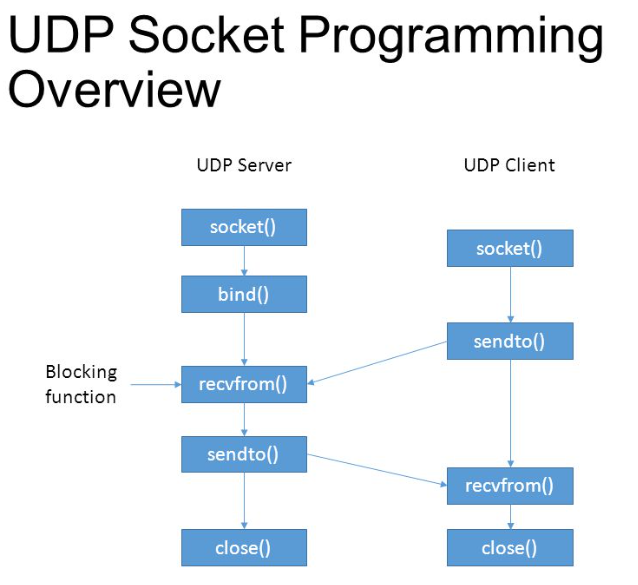 UDP Socket Programming
Overview
UDP Server
UDP Client
socket()
socket()
bind()
sendto()
Blocking
function
recvfrom()
sendto()
recvfrom()
close()
close()